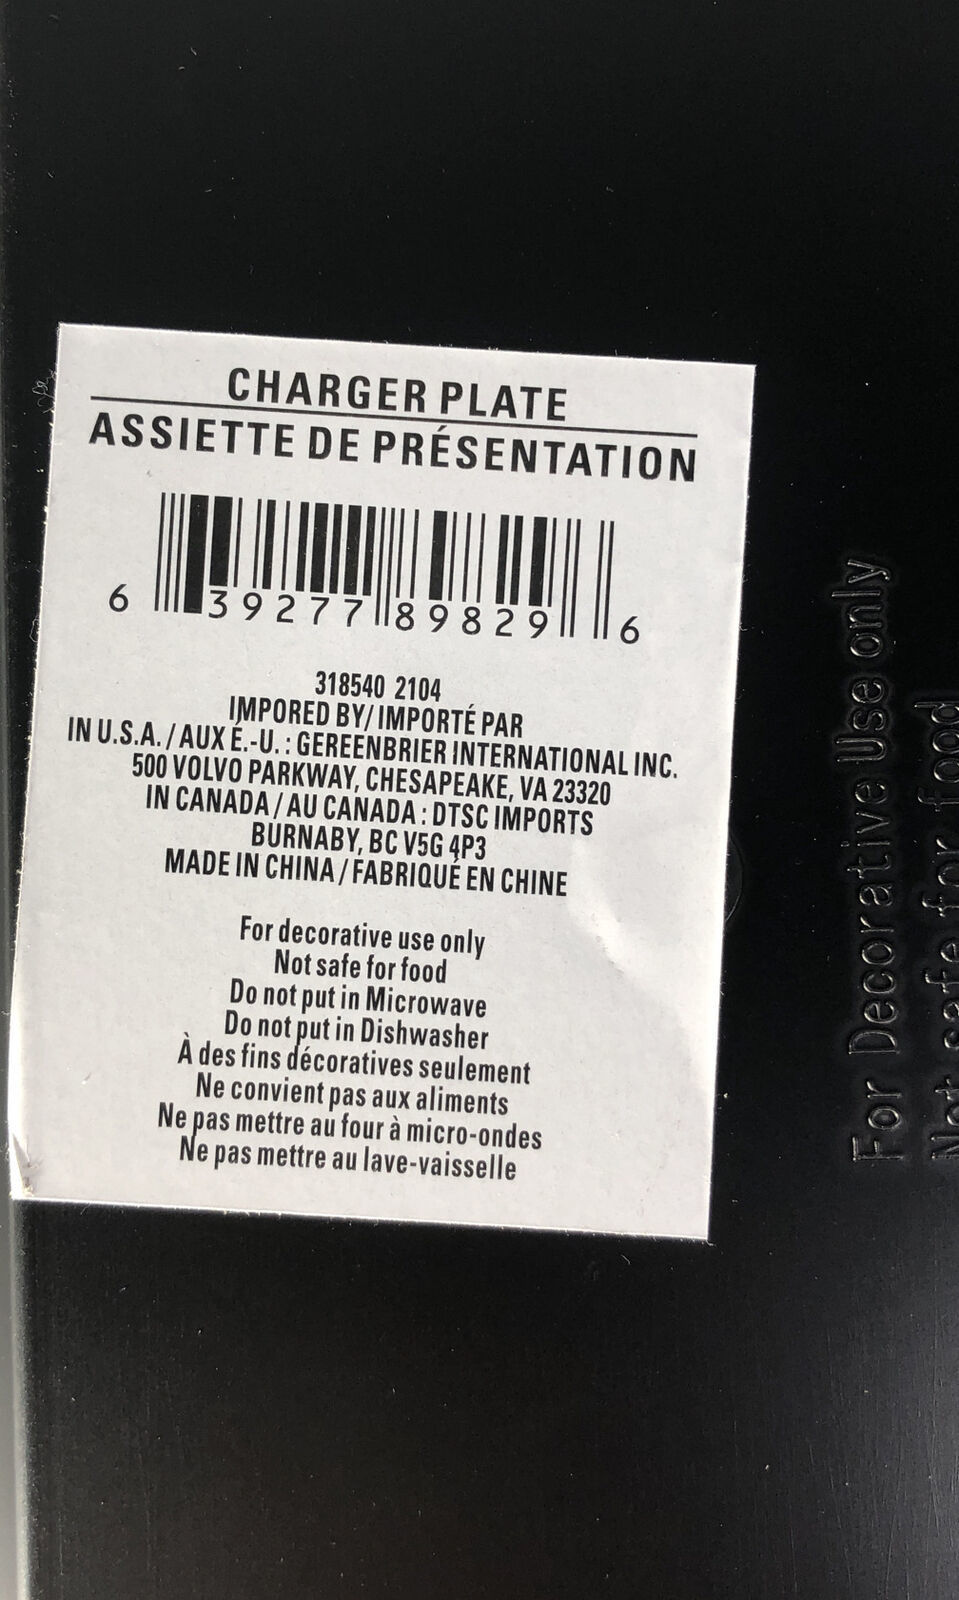 CHARGER PLATE
ASSIETTE DE PRÉSENTATION
6 39277 89829 6
318540 2104
IMPORED BY/IMPORTÉ PAR
IN U.S.A./AUX É.-U.: GEREENBRIER INTERNATIONAL INC.
500 VOLVO PARKWAY, CHESAPEAKE, VA 23320
IN CANADA/AU CANADA: DTSC IMPORTS
BURNABY, BC V5G 4P3
MADE IN CHINA/FABRIQUÉ EN CHINE
For decorative use only
Not safe for food
Do not put in Microwave
Do not put in Dishwasher
À des fins décoratives seulement
Ne convient pas aux aliments
Ne pas mettre au four à micro-ondes
Ne pas mettre au lave-vaisselle
For Decorative Use only
Not safe for food